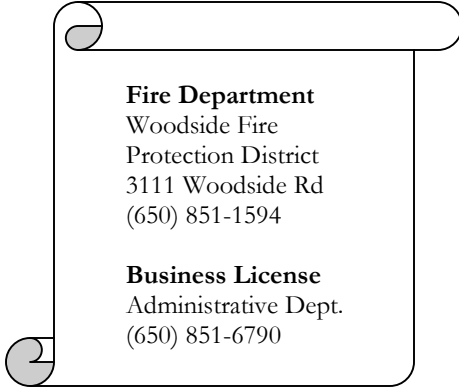 Fire Department
Woodside Fire
Protection District
3111 Woodside Rd
(650) 851-1594
Business License
Administrative Dept.
(650) 851-6790